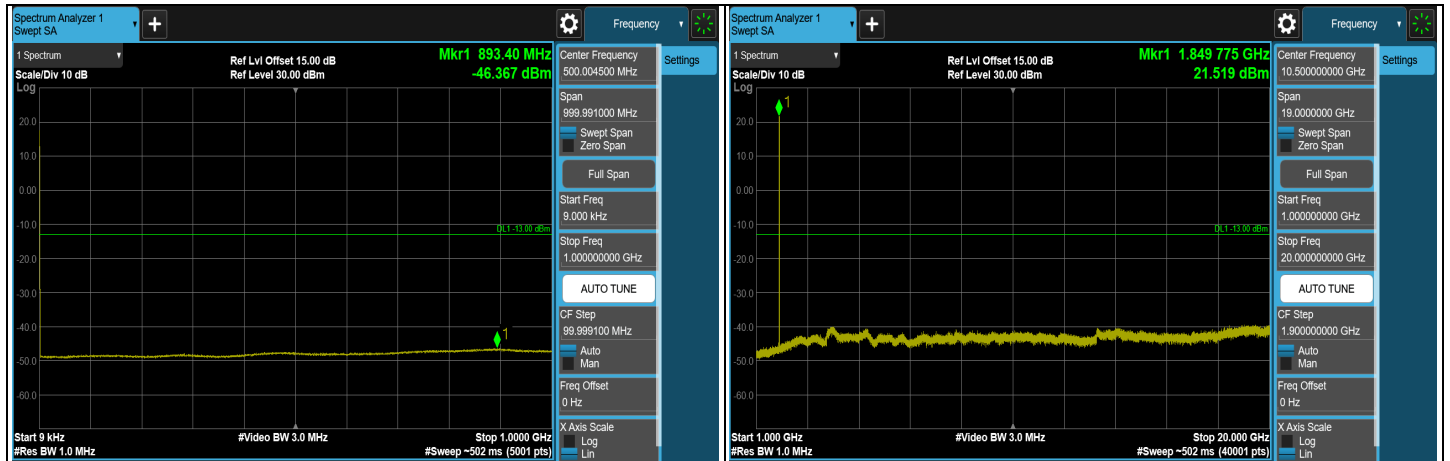 Spectrum Analyzer 1
Swept SA
+
Frequency
1 Spectrum
Scale/Div 10 dB
Log
Ref Lvl Offset 15.00 dB
Ref Level 30.00 dBm
Mkr1 893.40 MHz
-46.367 dBm
20.0
10.0
0.00
-10.0
-20.0
-30.0
-40.0
-50.0
-60.0
DL1 -13.00 dBm
1
Start 9 kHz
#Res BW 1.0 MHz
#Video BW 3.0 MHz
Stop 1.0000 GHz
#Sweep ~502 ms (5001 pts)
Center Frequency
500.004500 MHz
Span
999.991000 MHz
Swept Span
Zero Span
Full Span
Start Freq
9.000 kHz
Stop Freq
1.000000000 GHz
AUTO TUNE
CF Step
99.999100 MHz
Auto
Man
Freq Offset
0 Hz
X Axis Scale
Log
Lin
Settings
Spectrum Analyzer 1
Swept SA
+
Frequency
1 Spectrum
Scale/Div 10 dB
Log
Ref Lvl Offset 15.00 dB
Ref Level 30.00 dBm
Mkr1 1.849 775 GHz
21.519 dBm
1
20.0
10.0
0.00
-10.0
-20.0
-30.0
-40.0
-50.0
-60.0
DL1 -13.00 dBm
Start 1.000 GHz
#Res BW 1.0 MHz
#Video BW 3.0 MHz
Stop 20.000 GHz
#Sweep ~502 ms (40001 pts)
Center Frequency
10.500000000 GHz
Span
19.0000000 GHz
Swept Span
Zero Span
Full Span
Start Freq
1.000000000 GHz
Stop Freq
20.000000000 GHz
AUTO TUNE
CF Step
1.900000000 GHz
Auto
Man
Freq Offset
0 Hz
X Axis Scale
Log
Lin
Settings